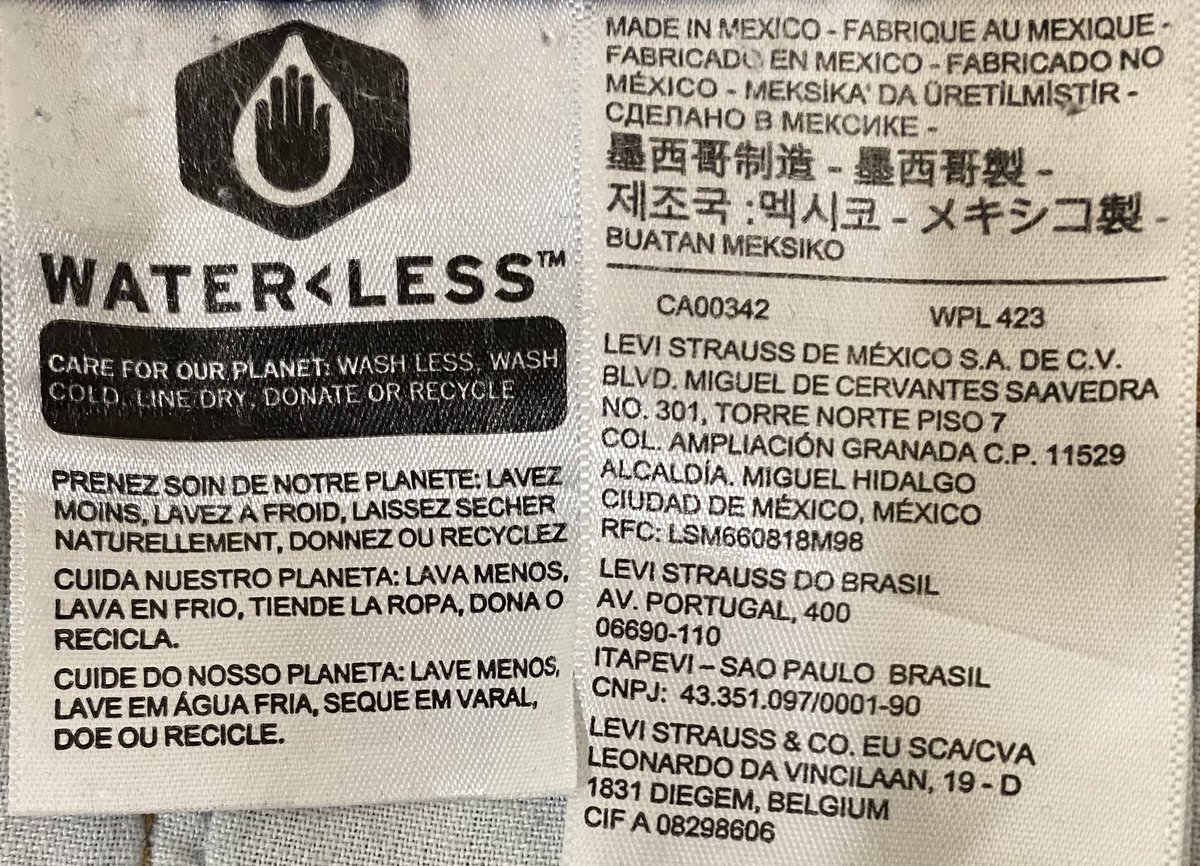 WATER<LESS™
CARE FOR OUR PLANET: WASH LESS, WASH
COLD, LINE DRY, DONATE OR RECYCLE
PRENEZ SOIN DE NOTRE PLANETE: LAVEZ
MOINS, LAVEZ A FROID, LAISSEZ SECHER
NATURELLEMENT, DONNEZ OU RECYCLEZ
CUIDA NUESTRO PLANETA: LAVA MENOS,
LAVA EN FRIO, TIENDE LA ROPA, DONA O
RECICLA.
CUIDE DO NOSSO PLANETA: LAVE MENOS,
LAVE EM ÁGUA FRIA, SEQUE EM VARAL,
DOE OU RECICLE.
MADE IN MEXICO - FABRIQUE AU MEXIQUE -
FABRICADO EN MEXICO - FABRICADO NO
MÉXICO - MEKSİKA' DA ÜRETİLMİŞTİR -
СДЕЛАНО В МЕКСИКЕ -
墨西哥制造 - 墨西哥製 -
제조국 :멕시코 - メキシコ製 -
BUATAN MEKSIKO
CA00342 WPL 423
LEVI STRAUSS DE MÉXICO S.A. DE C.V.
BLVD. MIGUEL DE CERVANTES SAAVEDRA
NO. 301, TORRE NORTE PISO 7
COL. AMPLIACIÓN GRANADA C.P. 11529
ALCALDÍA. MIGUEL HIDALGO
CIUDAD DE MÉXICO, MÉXICO
RFC: LSM660818M98
LEVI STRAUSS DO BRASIL
AV. PORTUGAL, 400
06690-110
ITAPEVI – SAO PAULO BRASIL
CNPJ: 43.351.097/0001-90
LEVI STRAUSS & CO. EU SCA/CVA
LEONARDO DA VINCILAAN, 19 - D
1831 DIEGEM, BELGIUM
CIF A 08298606